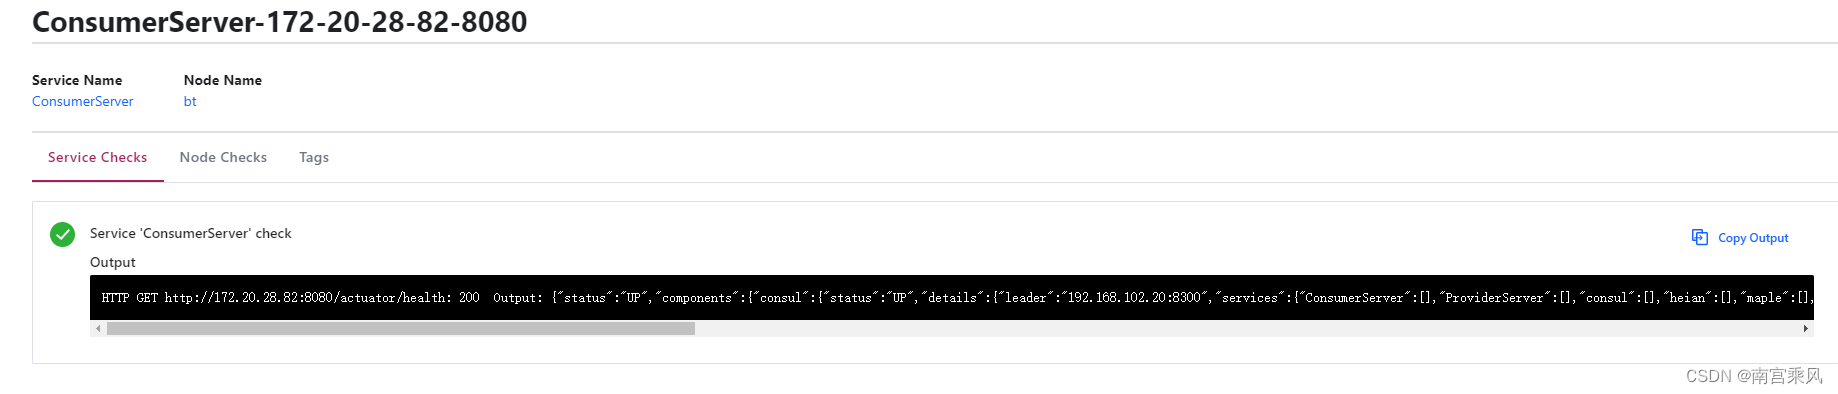 ConsumerServer-172-20-28-82-8080
Service Name Node Name
ConsumerServer bt
Service Checks Node Checks Tags
Service 'ConsumerServer' check
Copy Output
Output
HTTP GET http://172.20.28.82:8080/actuator/health: 200  Output: {"status":"UP","components":{"consul":{"status":"UP","details":{"leader":"192.168.102.20:8300","services":{"ConsumerServer":[],"ProviderServer":[],"consul":[],"heian":[],"maple":[],
CSDN @南宫乘风